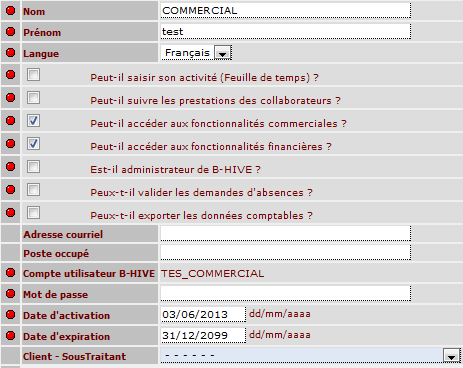 Nom COMMERCIAL
Prénom test
Langue Français
Peut-il saisir son activité (Feuille de temps) ?
Peut-il suivre les prestations des collaborateurs ?
Peut-il accéder aux fonctionnalités commerciales ?
Peut-il accéder aux fonctionnalités financières ?
Est-il administrateur de B-HIVE ?
Peux-t-il valider les demandes d'absences ?
Peux-t-il exporter les données comptables ?
Adresse courriel
Poste occupé
Compte utilisateur B-HIVE TES_COMMERCIAL
Mot de passe
Date d'activation 03/06/2013 dd/mm/aaaa
Date d'expiration 31/12/2099 dd/mm/aaaa
Client - SousTraitant - - - - - -